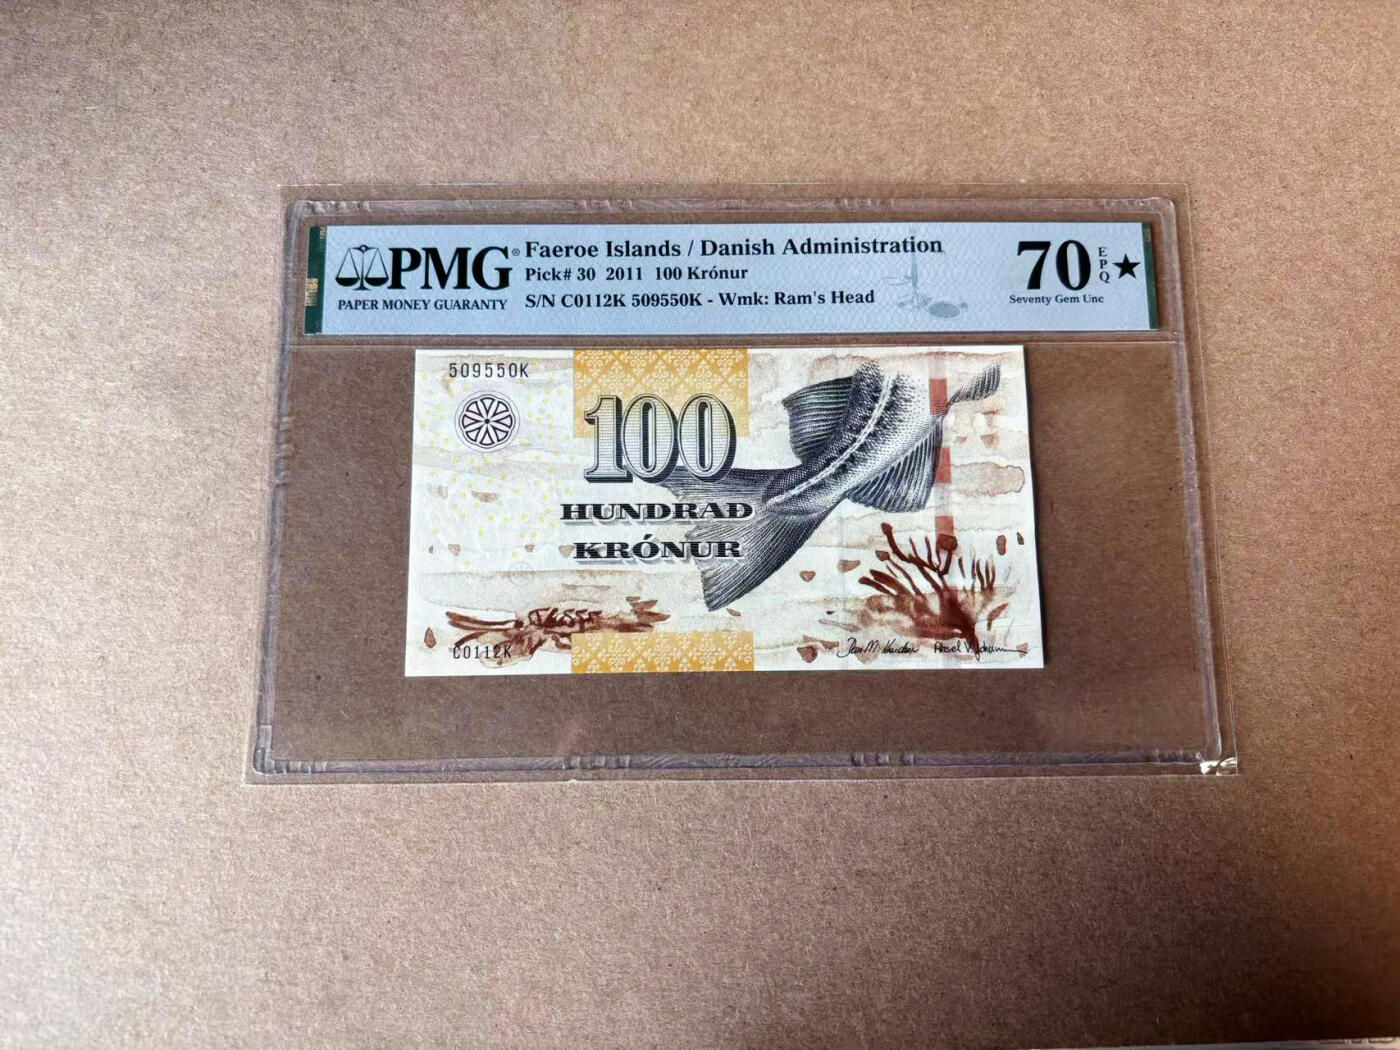 PMG®
PAPER MONEY GUARANTY
Faeroe Islands / Danish Administration
Pick# 30 2011 100 Krónur
S/N C0112K 509550K - Wmk: Ram's Head
70
EPQ
★
Seventy Gem Unc
509550K
100
HUNDRAÐ
KRÓNUR
C0112K